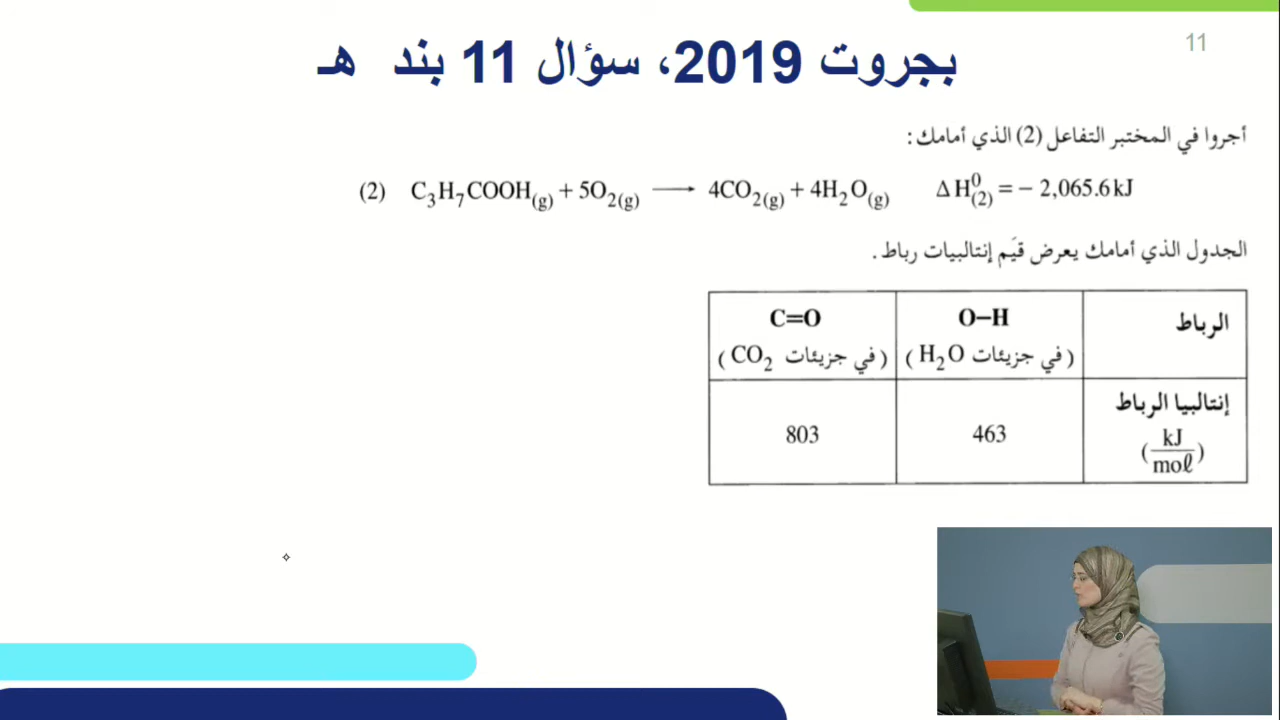 11
بجروت 2019، سؤال 11 بند هـ
أجروا في المختبر التفاعل (2) الذي أمامك:
(2) C₃H₇COOH(g) + 5O₂(g) ⟶ 4CO₂(g) + 4H₂O(g) ΔH⁰(2) = − 2,065.6 kJ
الجدول الذي أمامك يعرض قيَم إنتالبيات رباط.
الرباط O–H (في جزيئات H₂O) C=O (في جزيئات CO₂)
إنتالبيا الرباط (kJ/moℓ) 463 803